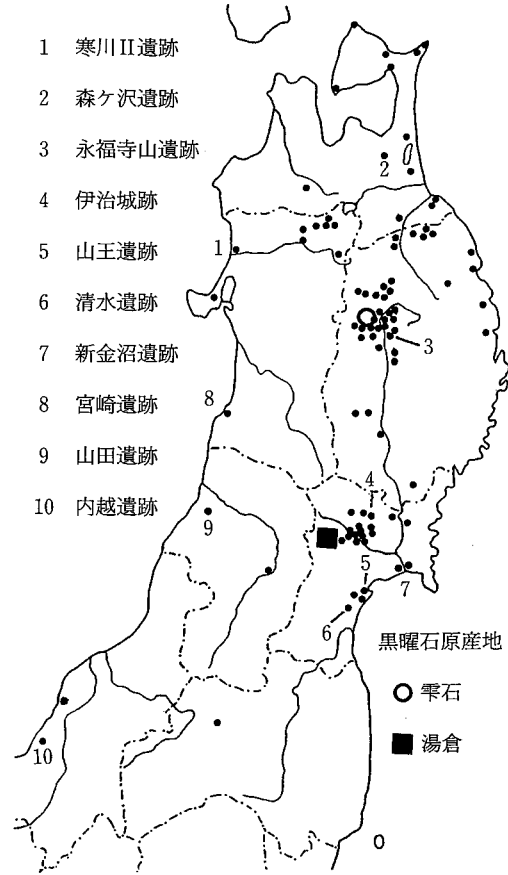 1 寒川II遺跡
2 森ケ沢遺跡
3 永福寺山遺跡
4 伊治城跡
5 山王遺跡
6 清水遺跡
7 新金沼遺跡
8 宮崎遺跡
9 山田遺跡
10 内越遺跡
2
1
3
8
4
9
5
7
6
黒曜石原産地
雫石
湯倉
10
0